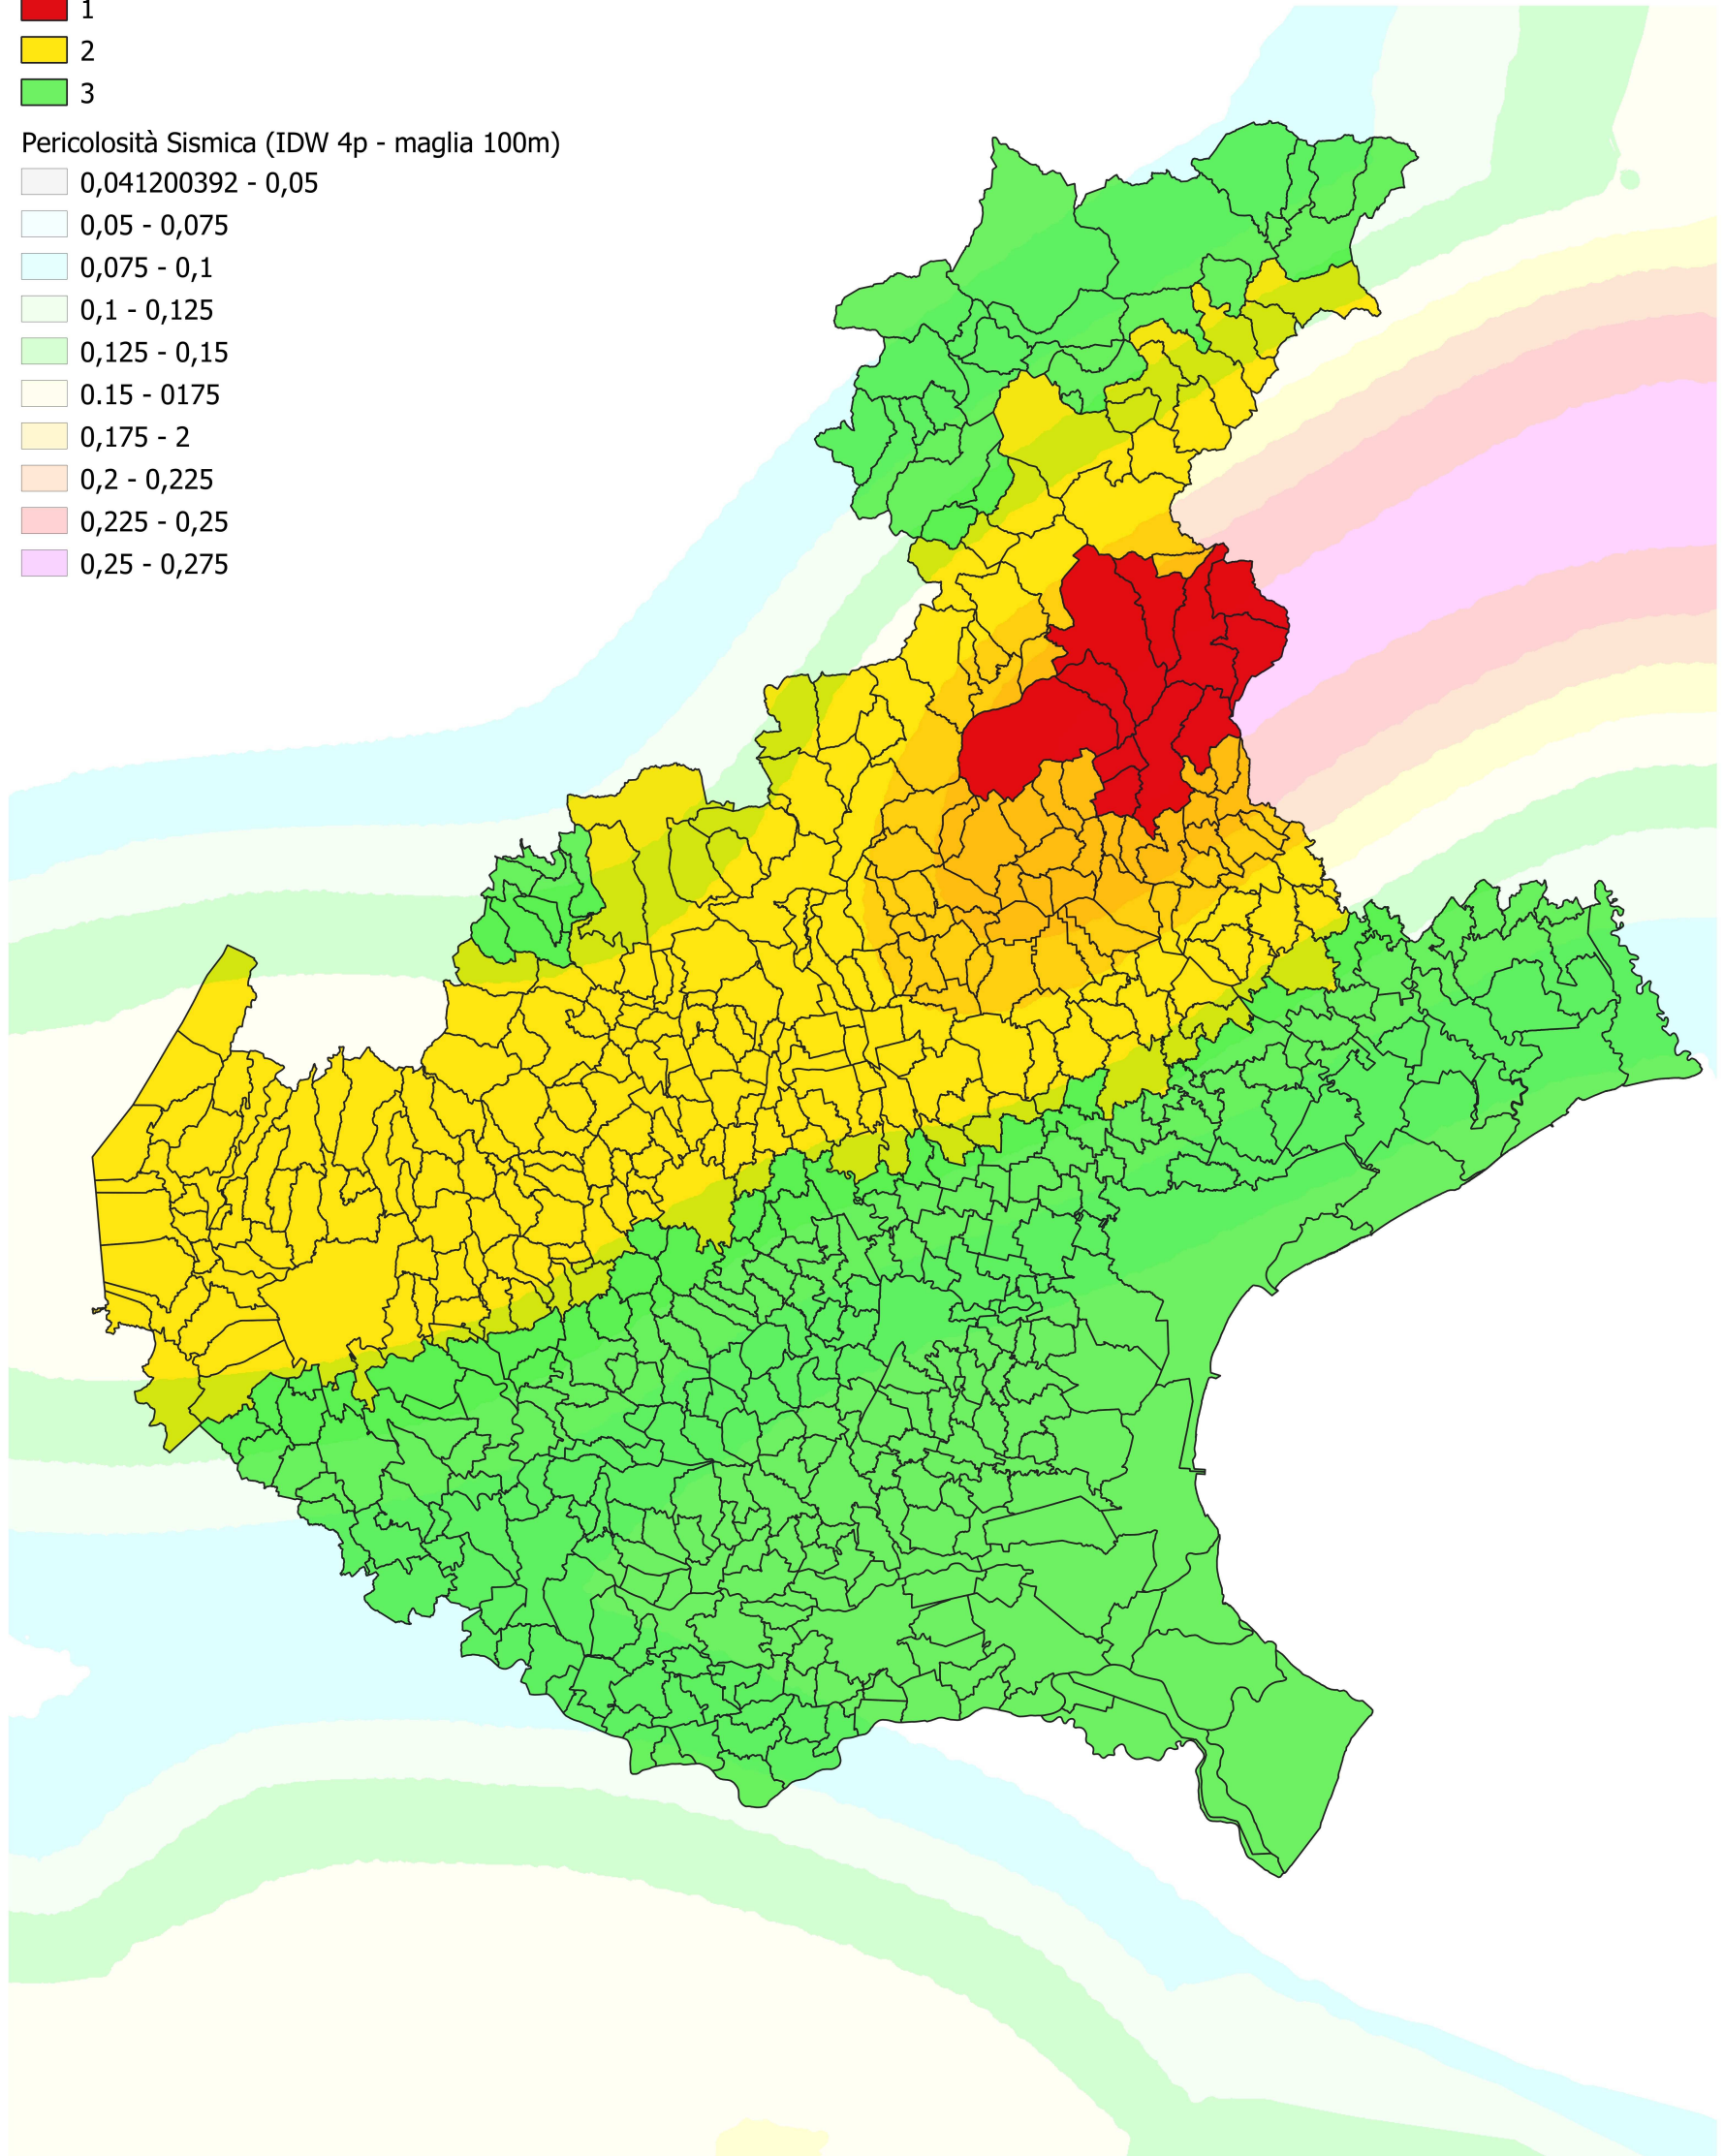 1
2
3
Pericolosità Sismica (IDW 4p - maglia 100m)
0,041200392 - 0,05
0,05 - 0,075
0,075 - 0,1
0,1 - 0,125
0,125 - 0,15
0.15 - 0175
0,175 - 2
0,2 - 0,225
0,225 - 0,25
0,25 - 0,275